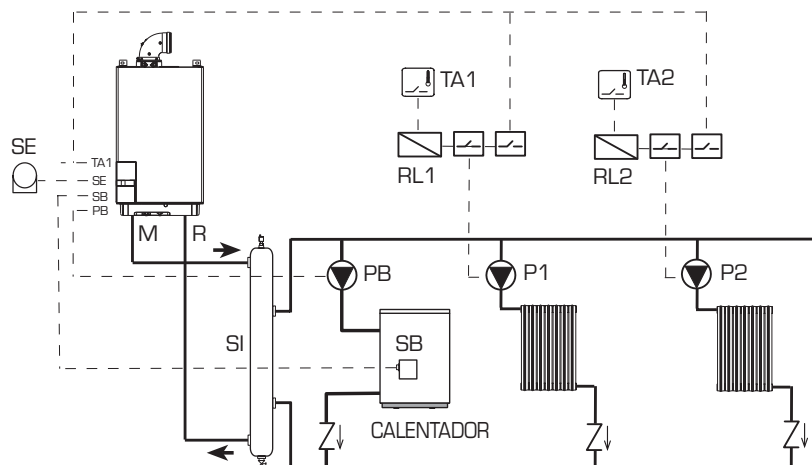 TA1
TA2
SE
RL1
RL2
TA1
SE
SB
PB
M
R
PB
P1
P2
SI
SB
CALENTADOR